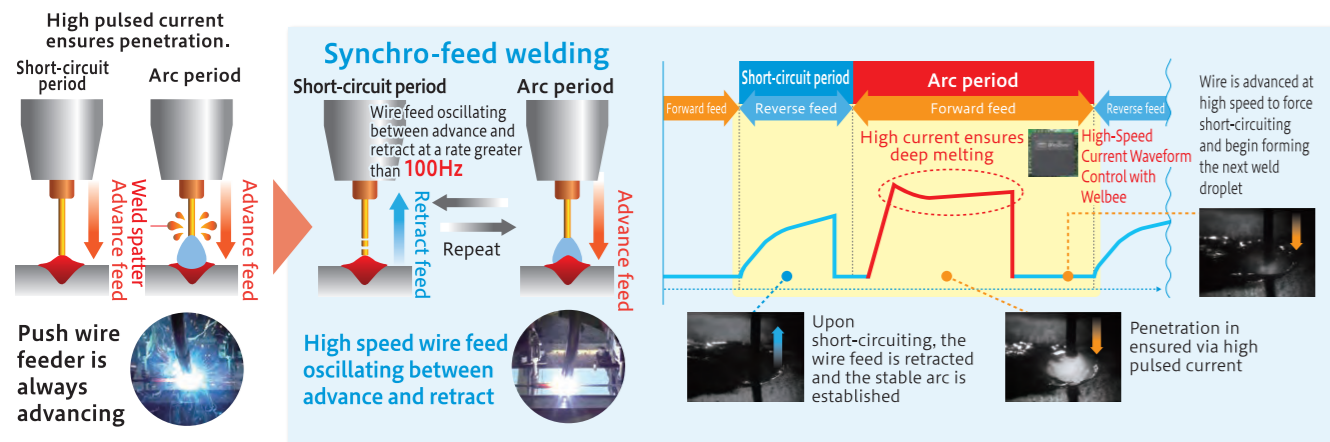 High pulsed current
ensures penetration.
Short-circuit
period
Arc period
Advance feed
Weld spatter
Advance feed
Push wire
feeder is
always
advancing
Synchro-feed welding
Short-circuit period
Arc period
Wire feed oscillating
between advance and
retract at a rate greater
than 100Hz
Retract feed
Repeat
Advance feed
High speed wire feed
oscillating between
advance and retract
Short-circuit period
Arc period
Forward feed
Reverse feed
Forward feed
Reverse feed
High current ensures
deep melting
High-Speed
Current Waveform
Control with
Welbee
Wire is advanced at
high speed to force
short-circuiting
and begin forming
the next weld
droplet
Upon
short-circuiting, the
wire feed is retracted
and the stable arc is
established
Penetration in
ensured via high
pulsed current